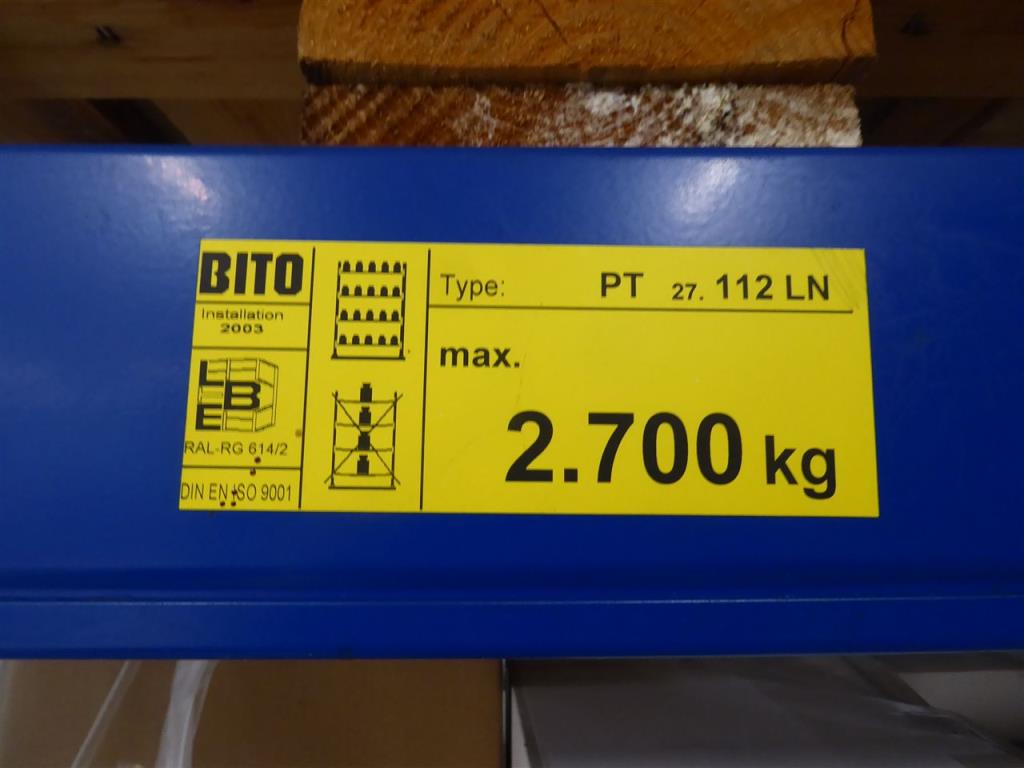 BITO
Installation
2003
L
B
E
RAL-RG 614/2
DIN EN ISO 9001
Type: PT 27. 112 LN
max.
2.700 kg